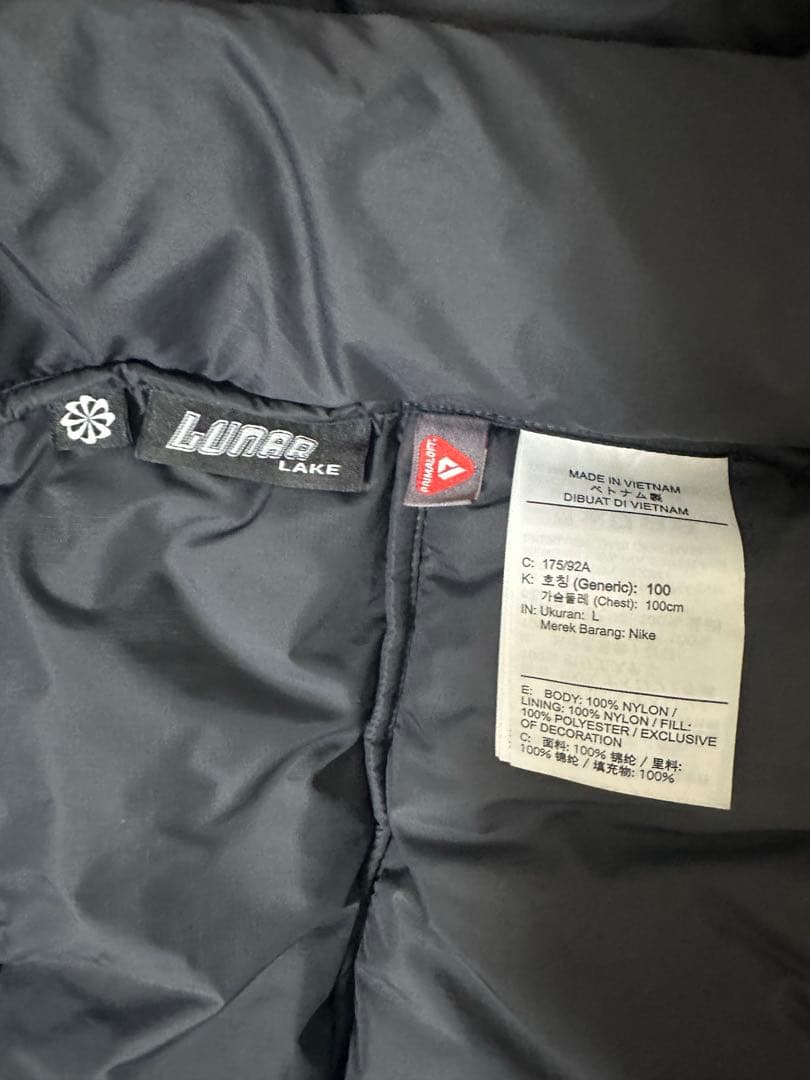 LUNAR
LAKE
PRIMALOFT
MADE IN VIETNAM
ベトナム製
DIBUAT DI VIETNAM
C: 175/92A
K: 호칭 (Generic): 100
가슴둘레 (Chest): 100cm
IN: Ukuran: L
Merek Barang: Nike
E: BODY: 100% NYLON /
LINING: 100% NYLON / FILL:
100% POLYESTER / EXCLUSIVE
OF DECORATION
C: 面料: 100% 锦纶 / 里料:
100% 锦纶 / 填充物: 100%